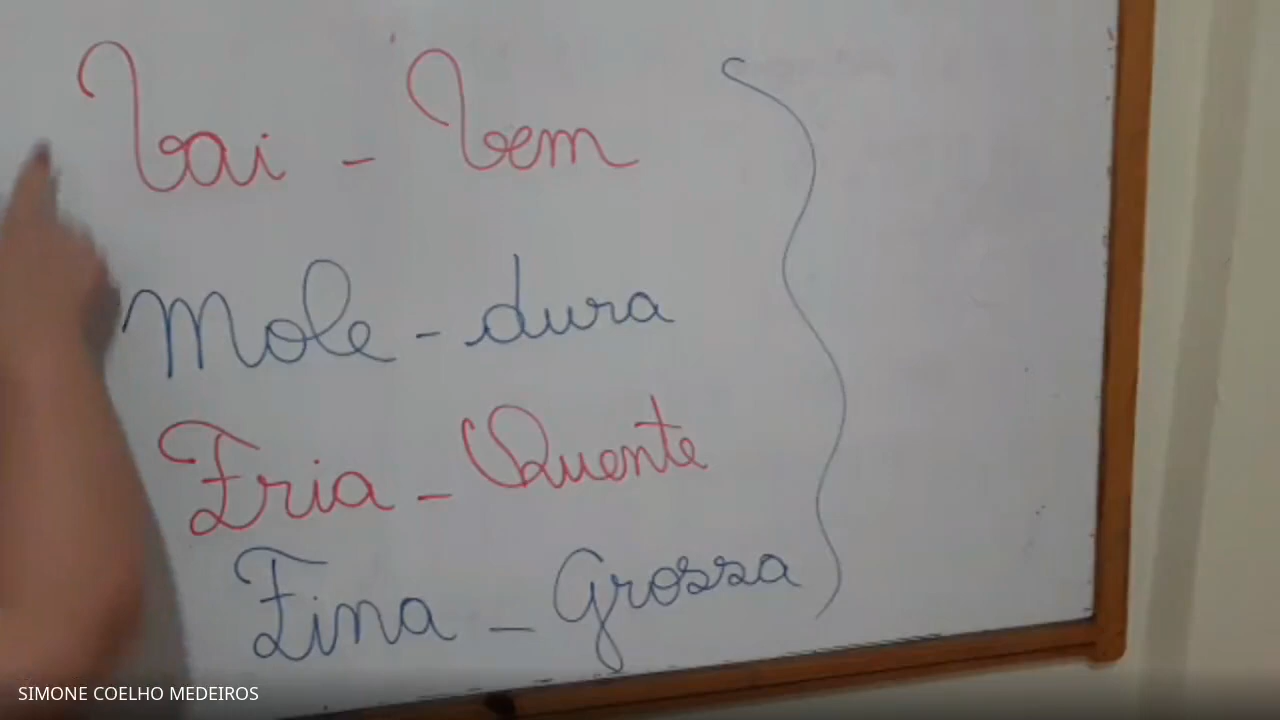 Vai - Vem
Mole - dura
Fria - Quente
Fina - Grossa
SIMONE COELHO MEDEIROS